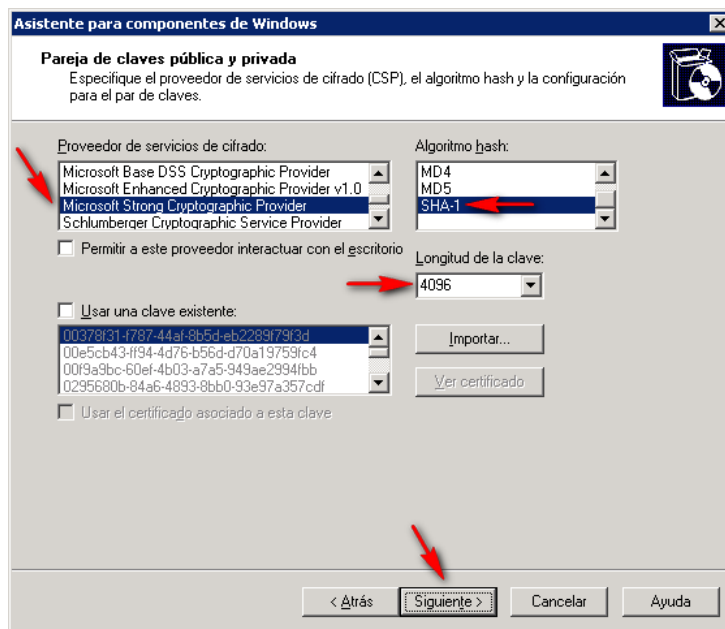 Asistente para componentes de Windows
Pareja de claves pública y privada
Especifique el proveedor de servicios de cifrado (CSP), el algoritmo hash y la configuración
para el par de claves.
Proveedor de servicios de cifrado:
Microsoft Base DSS Cryptographic Provider
Microsoft Enhanced Cryptographic Provider v1.0
Microsoft Strong Cryptographic Provider
Schlumberger Cryptographic Service Provider
Algoritmo hash:
MD4
MD5
SHA-1
Permitir a este proveedor interactuar con el escritorio
Longitud de la clave:
4096
Usar una clave existente:
00378f31-f787-44af-8b5d-eb2289f79f3d
00e5cb43-ff94-4d76-b56d-d70a19759fc4
00f9a9bc-60ef-4b03-a7a5-949ae2994fbb
0295680b-84a6-4893-8bb0-93e97a357cdf
Importar...
Ver certificado
Usar el certificado asociado a esta clave
< Atrás
Siguiente >
Cancelar
Ayuda